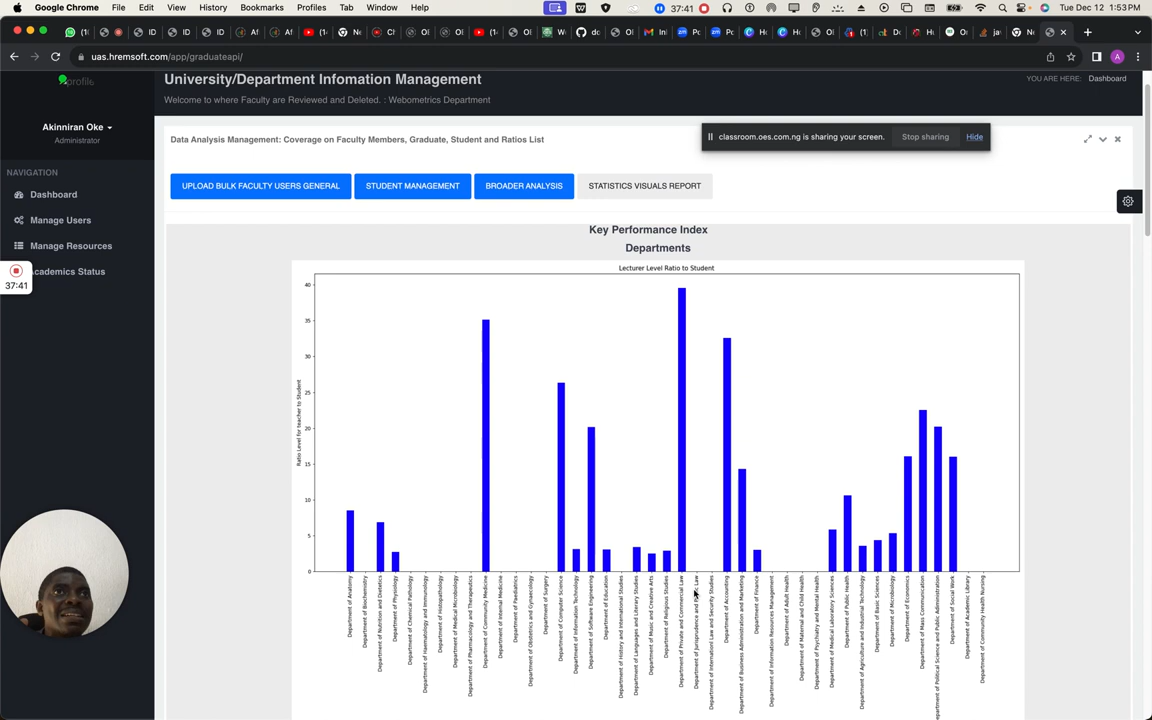 Google Chrome File Edit View History Bookmarks Profiles Tab Window Help 37:41 Tue Dec 12 1:53 PM
uas.hremsoft.com/app/graduateapi/
profile
University/Department Infomation Management
YOU ARE HERE: Dashboard
Welcome to where Faculty are Reviewed and Deleted. : Webometrics Department
Akinniran Oke
Administrator
classroom.oes.com.ng is sharing your screen. Stop sharing Hide
Data Analysis Management: Coverage on Faculty Members, Graduate, Student and Ratios List
NAVIGATION
Dashboard
Manage Users
Manage Resources
Academics Status
37:41
UPLOAD BULK FACULTY USERS GENERAL STUDENT MANAGEMENT BROADER ANALYSIS STATISTICS VISUALS REPORT
Key Performance Index
Departments
Lecturer Level Ratio to Student
Ratio Level for teacher to Student
40
35
30
25
20
15
10
5
0
Department of Anatomy
Department of Biochemistry
Department of Nutrition and Dietetics
Department of Physiology
Department of Chemical Pathology
Department of Haematology and Immunology
Department of Histopathology
Department of Medical Microbiology
Department of Pharmacology and Therapeutics
Department of Community Medicine
Department of Internal Medicine
Department of Paediatrics
Department of Obstetrics and Gynaecology
Department of Surgery
Department of Computer Science
Department of Information Technology
Department of Software Engineering
Department of Education
Department of History and International Studies
Department of Languages and Literary Studies
Department of Music and Creative Arts
Department of Religious Studies
Department of Private and Commercial Law
Department of Jurisprudence and Law
Department of Internationl Law and Security Studies
Department of Accounting
Department of Business Administration and Marketing
Department of Finance
Department of Information Resources Management
Department of Adult Health
Department of Maternal and Child Health
Department of Psychiatry and Mental Health
Department of Medical Laboratory Sciences
Department of Public Health
Department of Agriculture and Industrial Technology
Department of Basic Sciences
Department of Microbiology
Department of Economics
Department of Mass Communication
Department of Political Science and Public Administration
Department of Social Work
Department of Academic Library
Department of Community Health Nursing